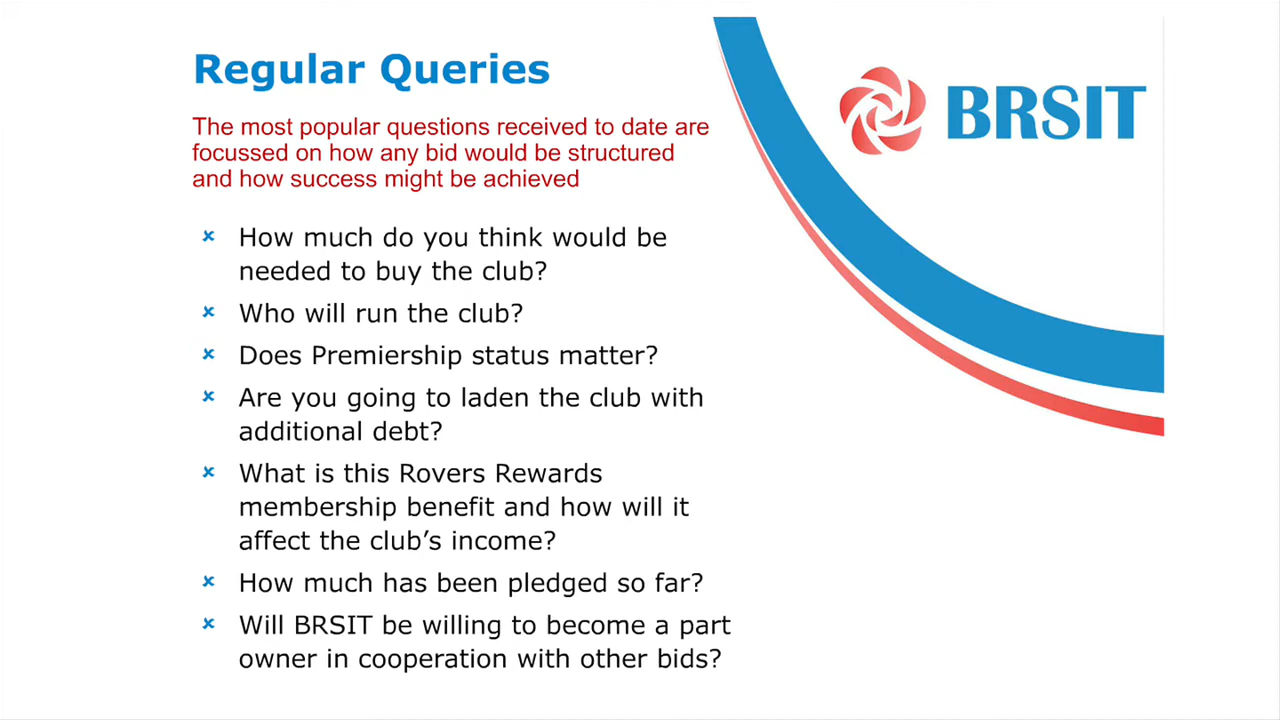 Regular Queries
BRSIT
The most popular questions received to date are
focussed on how any bid would be structured
and how success might be achieved
How much do you think would be
needed to buy the club?
Who will run the club?
Does Premiership status matter?
Are you going to laden the club with
additional debt?
What is this Rovers Rewards
membership benefit and how will it
affect the club’s income?
How much has been pledged so far?
Will BRSIT be willing to become a part
owner in cooperation with other bids?